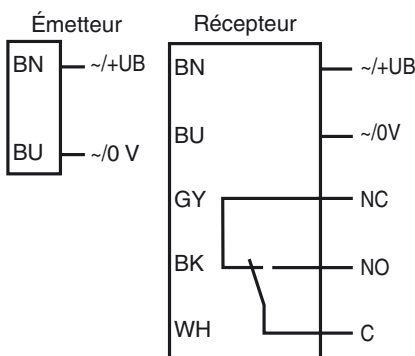 Émetteur
BN ~/+UB
BU ~/0 V
Récepteur
BN ~/+UB
BU ~/0V
GY NC
BK NO
WH C